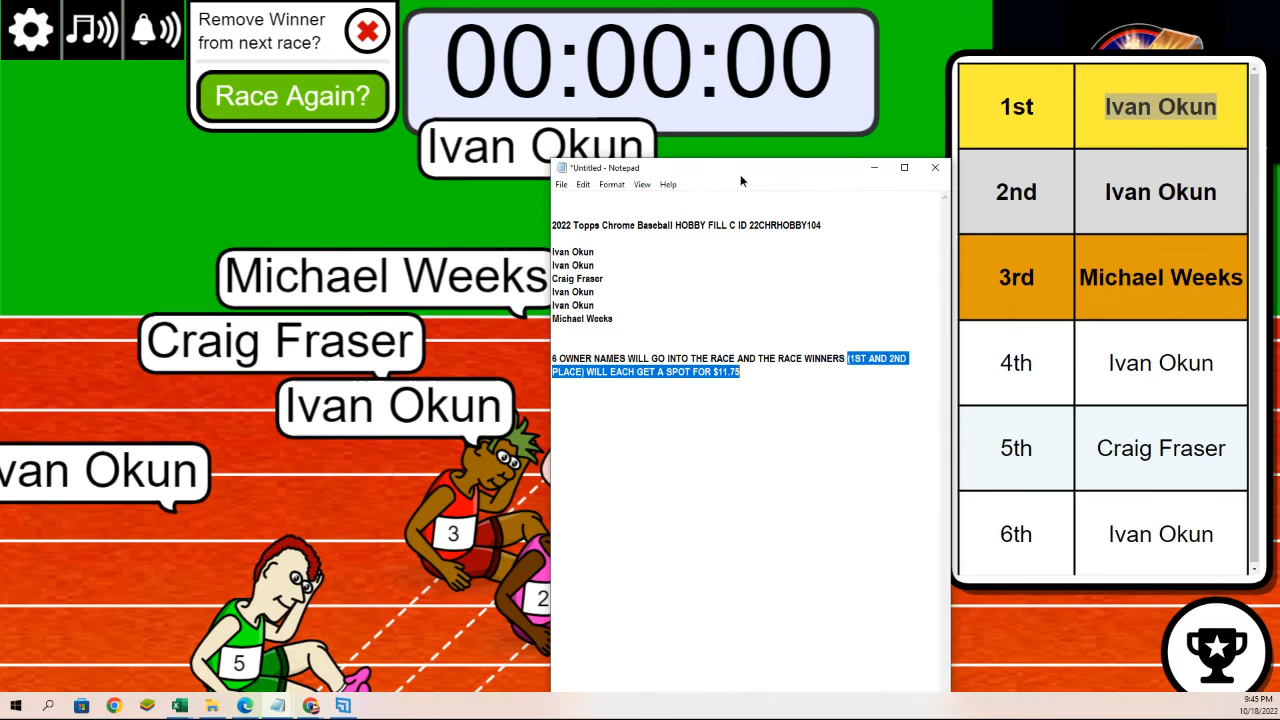 Remove Winner
from next race?
Race Again?
00:00:00
Ivan Okun
Michael Weeks
Craig Fraser
Ivan Okun
van Okun
3
2
5
*Untitled - Notepad
File Edit Format View Help
2022 Topps Chrome Baseball HOBBY FILL C ID 22CHRHOBBY104
Ivan Okun
Ivan Okun
Craig Fraser
Ivan Okun
Ivan Okun
Michael Weeks
6 OWNER NAMES WILL GO INTO THE RACE AND THE RACE WINNERS (1ST AND 2ND
PLACE) WILL EACH GET A SPOT FOR $11.75
1st Ivan Okun
2nd Ivan Okun
3rd Michael Weeks
4th Ivan Okun
5th Craig Fraser
6th Ivan Okun
9:45 PM
10/18/2022